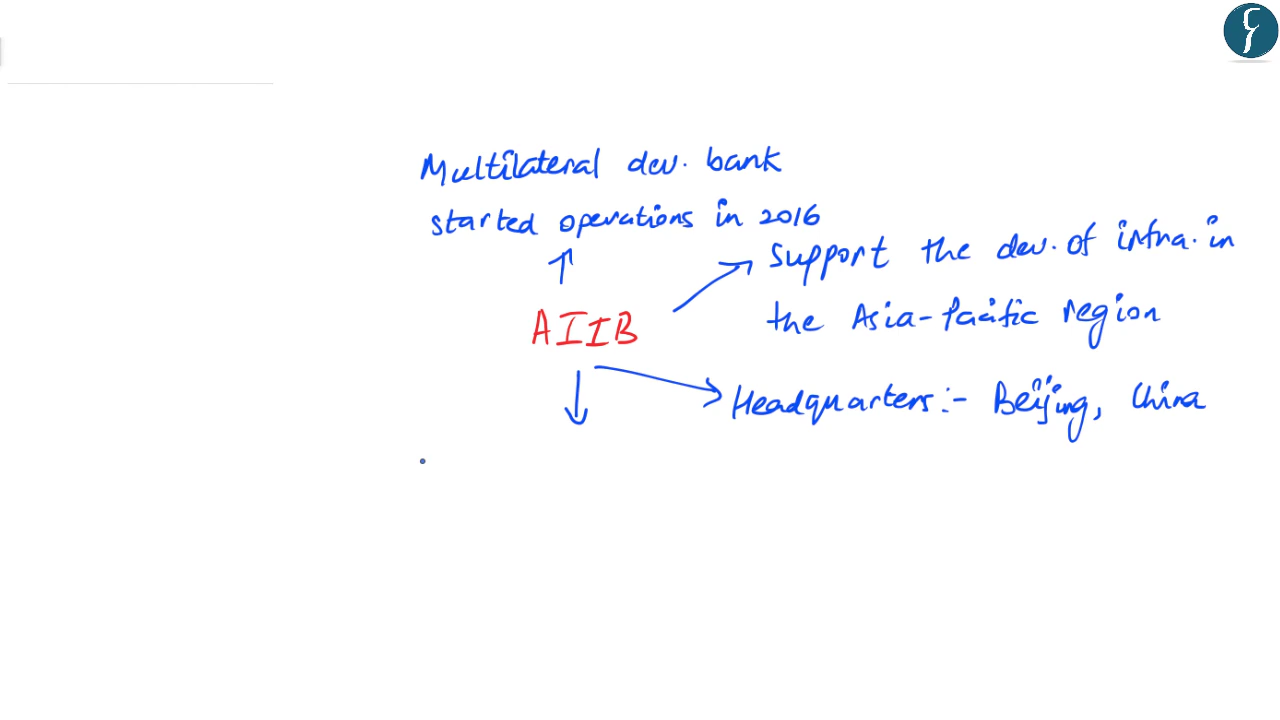 Multilateral dev. bank
started operations in 2016
Support the dev. of infra. in
the Asia-Pacific region
AIIB
Headquarters:- Beijing, China